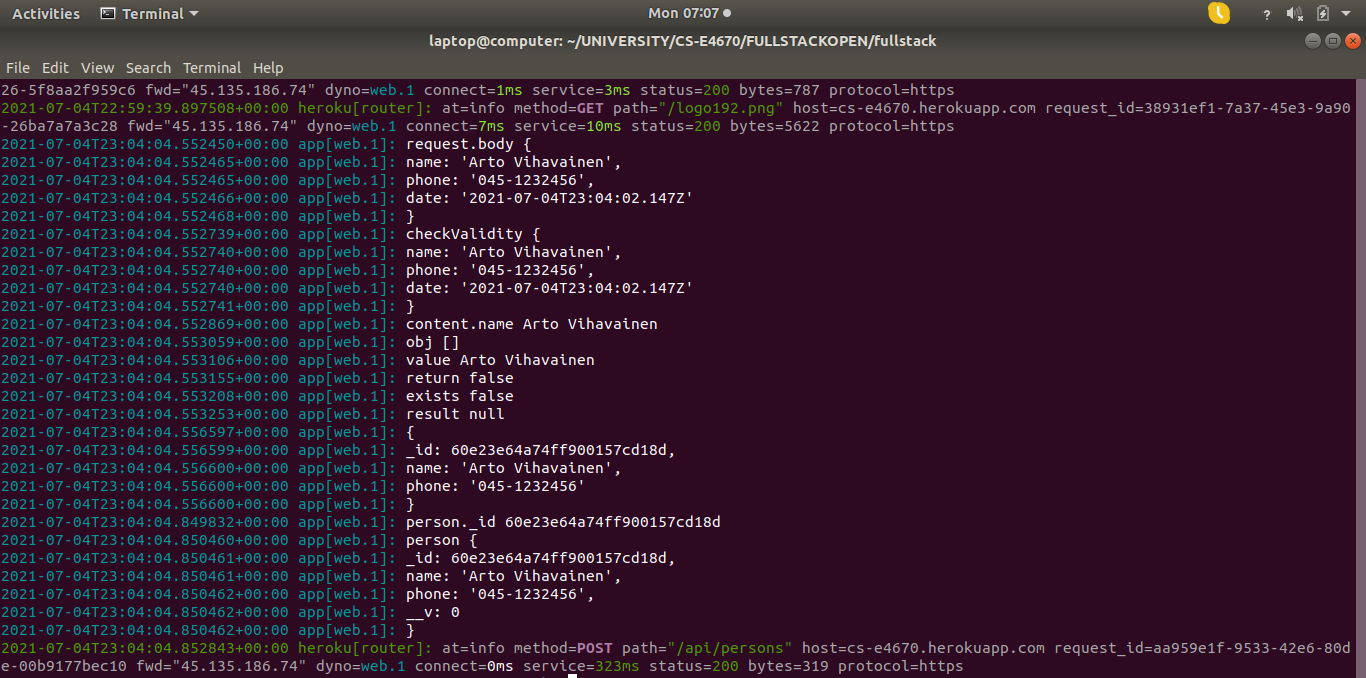 Activities Terminal Mon 07:07 ?
laptop@computer: ~/UNIVERSITY/CS-E4670/FULLSTACKOPEN/fullstack
File Edit View Search Terminal Help
26-5f8aa2f959c6 fwd="45.135.186.74" dyno=web.1 connect=1ms service=3ms status=200 bytes=787 protocol=https
2021-07-04T22:59:39.897508+00:00 heroku[router]: at=info method=GET path="/logo192.png" host=cs-e4670.herokuapp.com request_id=38931ef1-7a37-45e3-9a90
-26ba7a7a3c28 fwd="45.135.186.74" dyno=web.1 connect=7ms service=10ms status=200 bytes=5622 protocol=https
2021-07-04T23:04:04.552450+00:00 app[web.1]: request.body {
2021-07-04T23:04:04.552465+00:00 app[web.1]: name: 'Arto Vihavainen',
2021-07-04T23:04:04.552465+00:00 app[web.1]: phone: '045-1232456',
2021-07-04T23:04:04.552466+00:00 app[web.1]: date: '2021-07-04T23:04:02.147Z'
2021-07-04T23:04:04.552468+00:00 app[web.1]: }
2021-07-04T23:04:04.552739+00:00 app[web.1]: checkValidity {
2021-07-04T23:04:04.552740+00:00 app[web.1]: name: 'Arto Vihavainen',
2021-07-04T23:04:04.552740+00:00 app[web.1]: phone: '045-1232456',
2021-07-04T23:04:04.552740+00:00 app[web.1]: date: '2021-07-04T23:04:02.147Z'
2021-07-04T23:04:04.552741+00:00 app[web.1]: }
2021-07-04T23:04:04.552869+00:00 app[web.1]: content.name Arto Vihavainen
2021-07-04T23:04:04.553059+00:00 app[web.1]: obj []
2021-07-04T23:04:04.553106+00:00 app[web.1]: value Arto Vihavainen
2021-07-04T23:04:04.553155+00:00 app[web.1]: return false
2021-07-04T23:04:04.553208+00:00 app[web.1]: exists false
2021-07-04T23:04:04.553253+00:00 app[web.1]: result null
2021-07-04T23:04:04.556597+00:00 app[web.1]: {
2021-07-04T23:04:04.556599+00:00 app[web.1]: _id: 60e23e64a74ff900157cd18d,
2021-07-04T23:04:04.556600+00:00 app[web.1]: name: 'Arto Vihavainen',
2021-07-04T23:04:04.556600+00:00 app[web.1]: phone: '045-1232456'
2021-07-04T23:04:04.556600+00:00 app[web.1]: }
2021-07-04T23:04:04.849832+00:00 app[web.1]: person._id 60e23e64a74ff900157cd18d
2021-07-04T23:04:04.850460+00:00 app[web.1]: person {
2021-07-04T23:04:04.850461+00:00 app[web.1]: _id: 60e23e64a74ff900157cd18d,
2021-07-04T23:04:04.850461+00:00 app[web.1]: name: 'Arto Vihavainen',
2021-07-04T23:04:04.850462+00:00 app[web.1]: phone: '045-1232456',
2021-07-04T23:04:04.850462+00:00 app[web.1]: __v: 0
2021-07-04T23:04:04.850462+00:00 app[web.1]: }
2021-07-04T23:04:04.852843+00:00 heroku[router]: at=info method=POST path="/api/persons" host=cs-e4670.herokuapp.com request_id=aa959e1f-9533-42e6-80d
e-00b9177bec10 fwd="45.135.186.74" dyno=web.1 connect=0ms service=323ms status=200 bytes=319 protocol=https